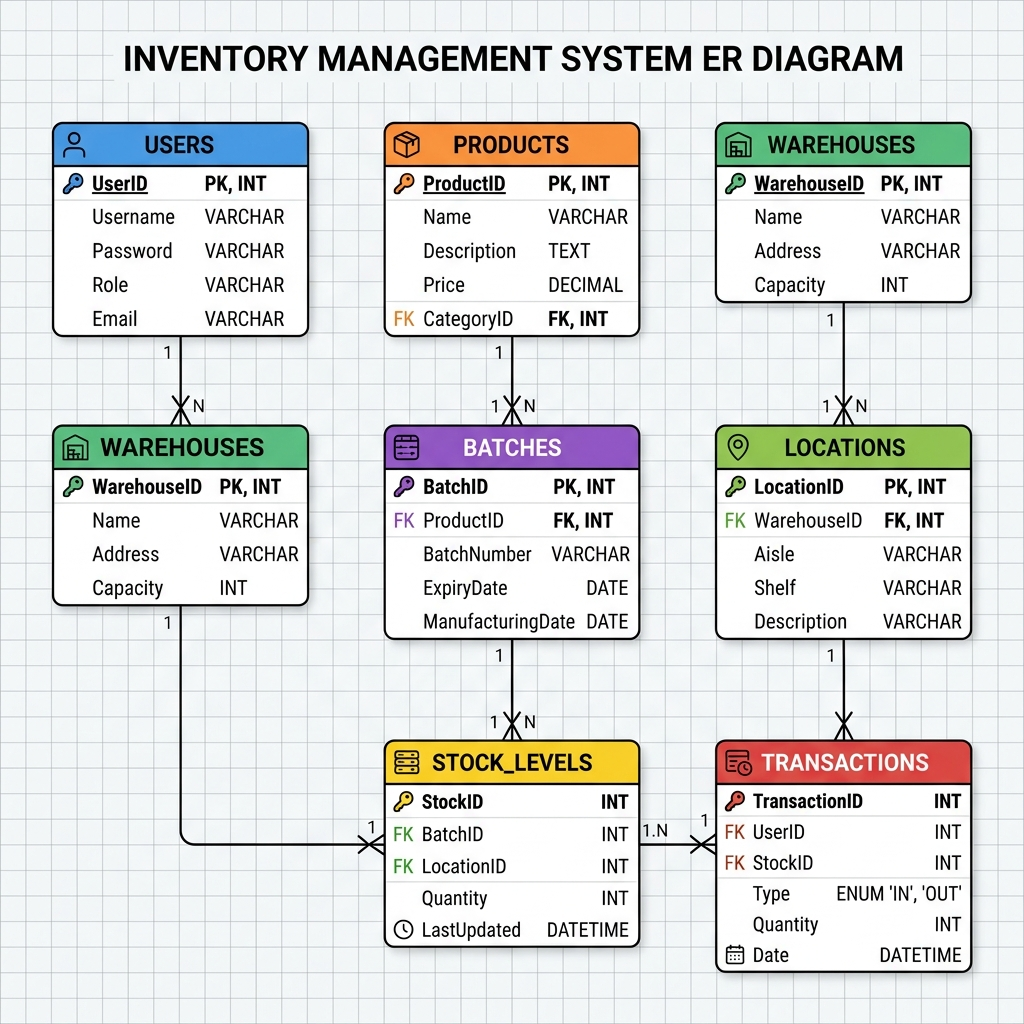 INVENTORY MANAGEMENT SYSTEM ER DIAGRAM
USERS
UserID PK, INT
Username VARCHAR
Password VARCHAR
Role VARCHAR
Email VARCHAR
1
N
PRODUCTS
ProductID PK, INT
Name VARCHAR
Description TEXT
Price DECIMAL
FK CategoryID FK, INT
1
1 N
WAREHOUSES
WarehouseID PK, INT
Name VARCHAR
Address VARCHAR
Capacity INT
1
1 N
WAREHOUSES
WarehouseID PK, INT
Name VARCHAR
Address VARCHAR
Capacity INT
1
1
BATCHES
BatchID PK, INT
FK ProductID FK, INT
BatchNumber VARCHAR
ExpiryDate DATE
ManufacturingDate DATE
1
1 N
LOCATIONS
LocationID PK, INT
FK WarehouseID FK, INT
Aisle VARCHAR
Shelf VARCHAR
Description VARCHAR
1
STOCK_LEVELS
StockID INT
FK BatchID INT
FK LocationID INT
Quantity INT
LastUpdated DATETIME
1.N 1
TRANSACTIONS
TransactionID INT
FK UserID INT
FK StockID INT
Type ENUM 'IN', 'OUT'
Quantity INT
Date DATETIME